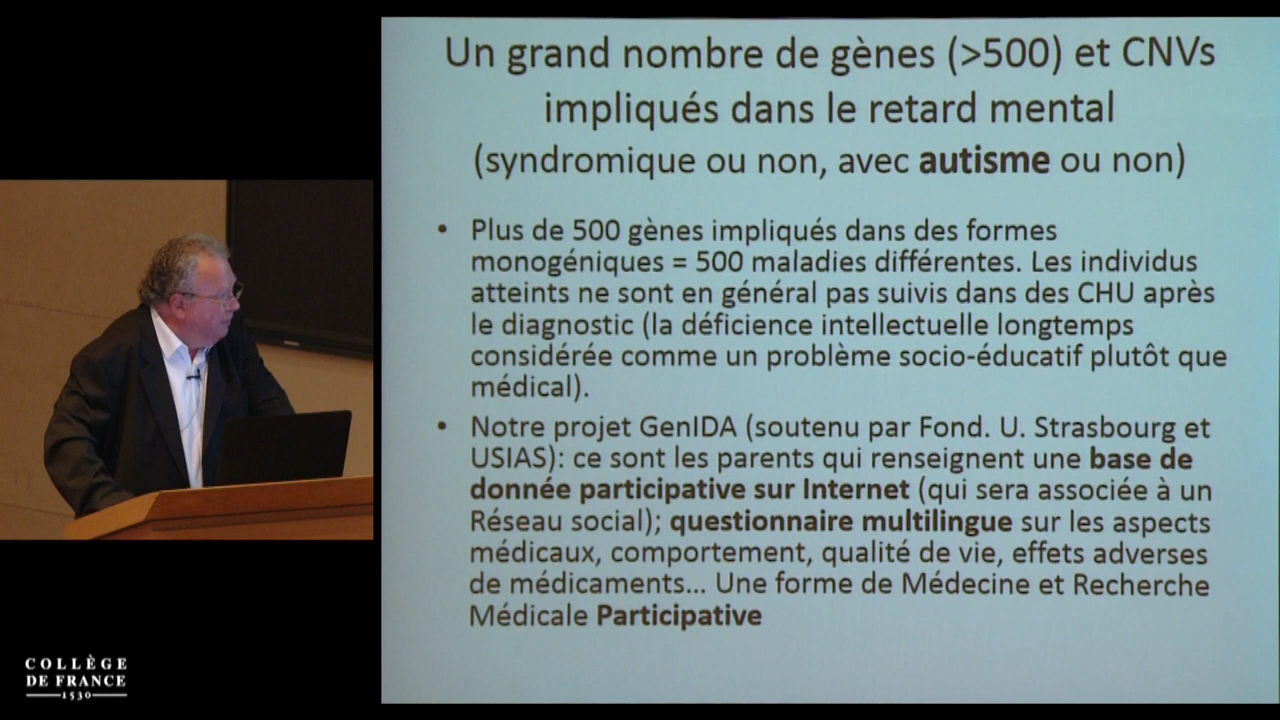 Un grand nombre de gènes (>500) et CNVs
impliqués dans le retard mental
(syndromique ou non, avec autisme ou non)
• Plus de 500 gènes impliqués dans des formes
monogéniques = 500 maladies différentes. Les individus
atteints ne sont en général pas suivis dans des CHU après
le diagnostic (la déficience intellectuelle longtemps
considérée comme un problème socio-éducatif plutôt que
médical).
• Notre projet GenIDA (soutenu par Fond. U. Strasbourg et
USIAS): ce sont les parents qui renseignent une base de
donnée participative sur Internet (qui sera associée à un
Réseau social); questionnaire multilingue sur les aspects
médicaux, comportement, qualité de vie, effets adverses
de médicaments... Une forme de Médecine et Recherche
Médicale Participative
COLLÈGE
DE FRANCE
1530